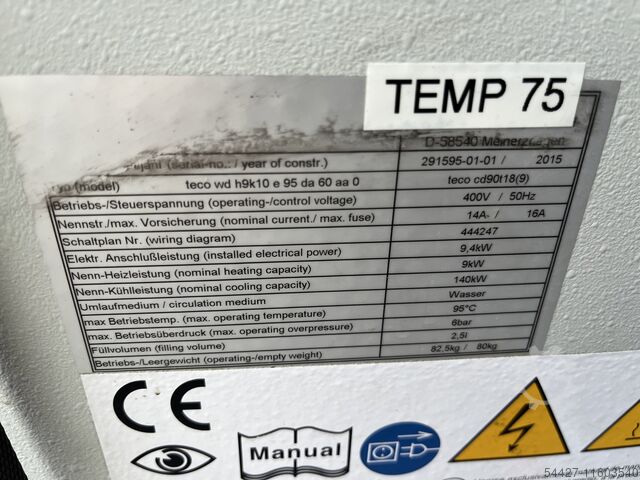 TEMP 75
D-58540 Meinerzhagen
(serial-no.: / year of constr.) 291595-01-01 / 2015
(model) teco wd h9k10 e 95 da 60 aa 0 teco cd90t18(9)
Betriebs-/Steuerspannung (operating-/control voltage) 400V / 50Hz
Nennstr./max. Vorsicherung (nominal current./ max. fuse) 14A / 16A
Schaltplan Nr. (wiring diagram) 444247
Elektr. Anschlußleistung (installed electrical power) 9,4kW
Nenn-Heizleistung (nominal heating capacity) 9kW
Nenn-Kühlleistung (nominal cooling capacity) 140kW
Umlaufmedium / circulation medium Wasser
max Betriebstemp. (max. operating temperature) 95°C
max. Betriebsüberdruck (max. operating overpressure) 6bar
Füllvolumen (filling volume) 2,5l
Betriebs-/Leergewicht (operating-/empty weight) 82,5kg / 80kg
CE
Manual
54427-11803540